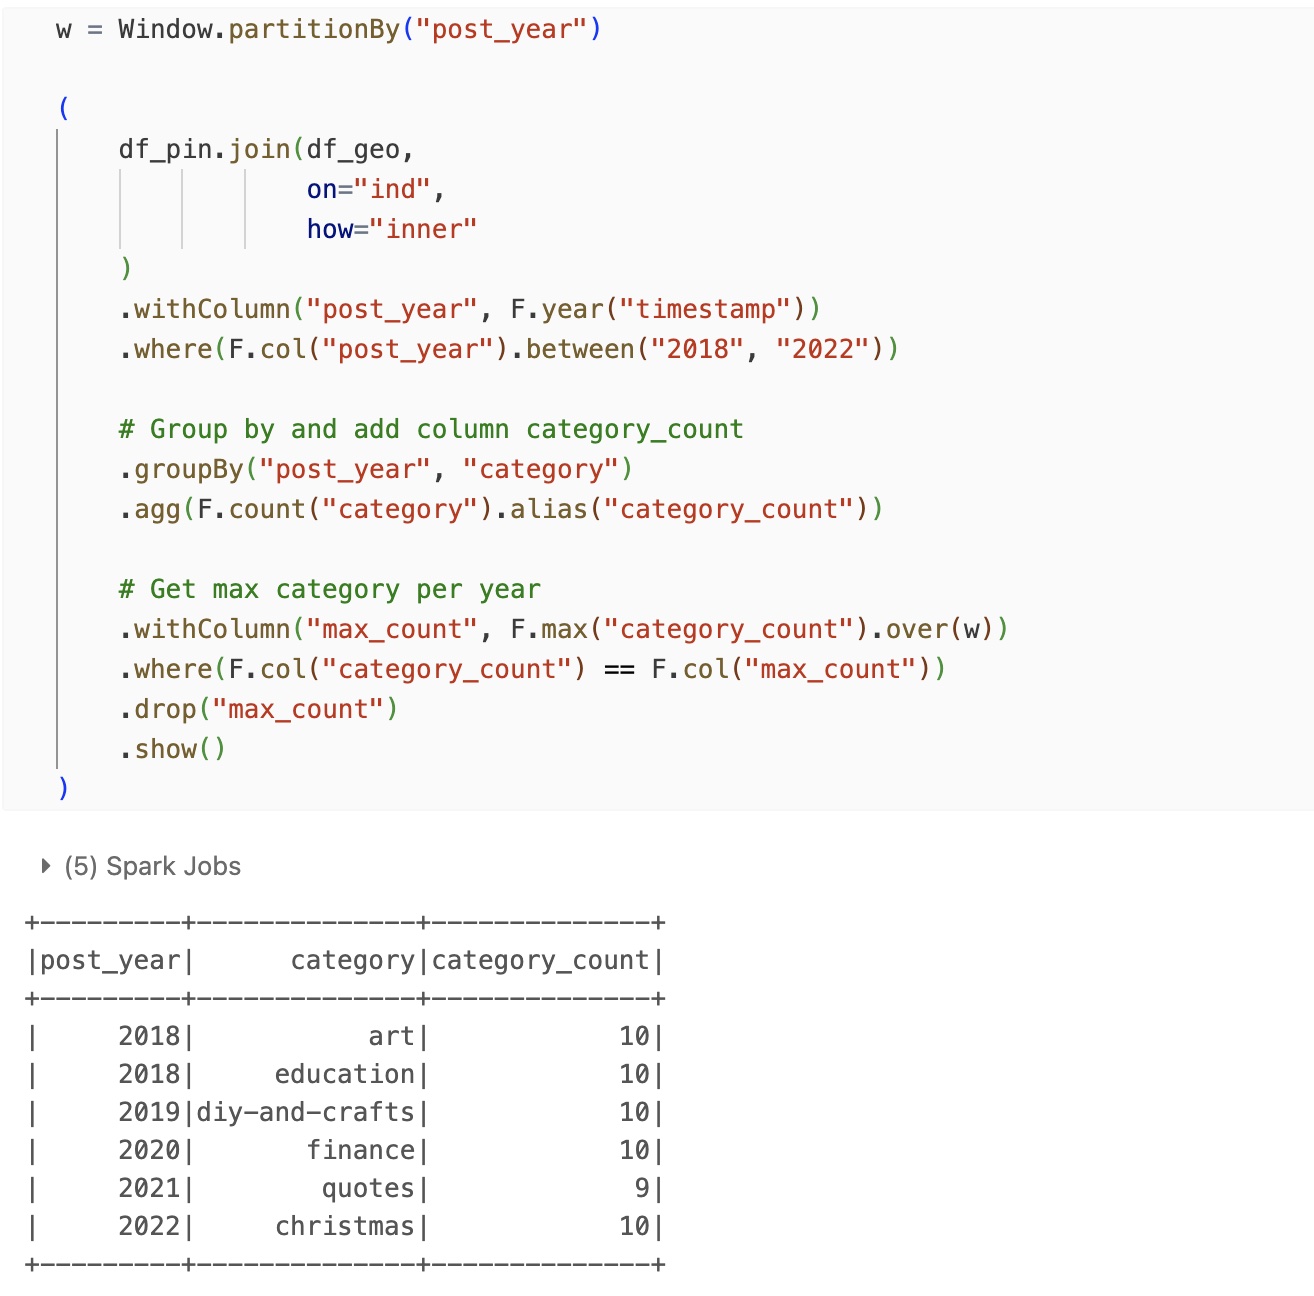 w = Window.partitionBy("post_year")
(
df_pin.join(df_geo,
on="ind",
how="inner"
)
.withColumn("post_year", F.year("timestamp"))
.where(F.col("post_year").between("2018", "2022"))
# Group by and add column category_count
.groupBy("post_year", "category")
.agg(F.count("category").alias("category_count"))
# Get max category per year
.withColumn("max_count", F.max("category_count").over(w))
.where(F.col("category_count") == F.col("max_count"))
.drop("max_count")
.show()
)
(5) Spark Jobs
+---------+--------------+--------------+
|post_year|      category|category_count|
+---------+--------------+--------------+
|     2018|           art|            10|
|     2018|     education|            10|
|     2019|diy-and-crafts|            10|
|     2020|       finance|            10|
|     2021|        quotes|             9|
|     2022|     christmas|            10|
+---------+--------------+--------------+